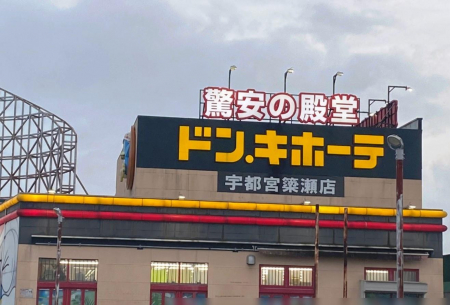 驚安の殿堂
ドン.キホーテ
宇都宮簗瀬店